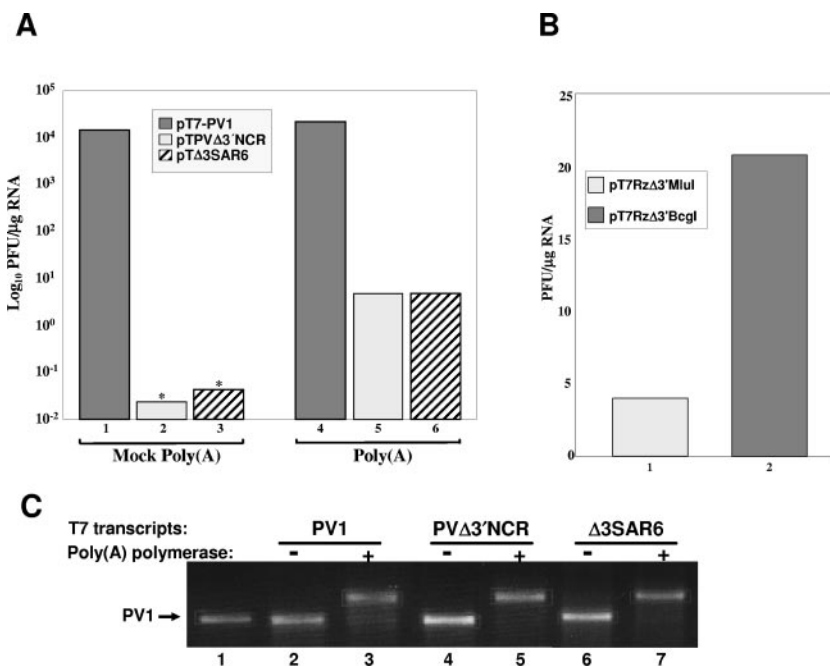 A
Log₁₀ PFU/µg RNA
10⁵
10⁴
10³
10²
10¹
10⁰
10⁻¹
10⁻²
pT7-PV1
pTPVΔ3′NCR
pTΔ3SAR6
*
*
1 2 3 4 5 6
Mock Poly(A) Poly(A)
B
PFU/µg RNA
25
20
15
10
5
0
pT7RzΔ3'MluI
pT7RzΔ3'BcgI
1 2
C
T7 transcripts: PV1 PVΔ3′NCR Δ3SAR6
Poly(A) polymerase: - + - + - +
PV1
1 2 3 4 5 6 7